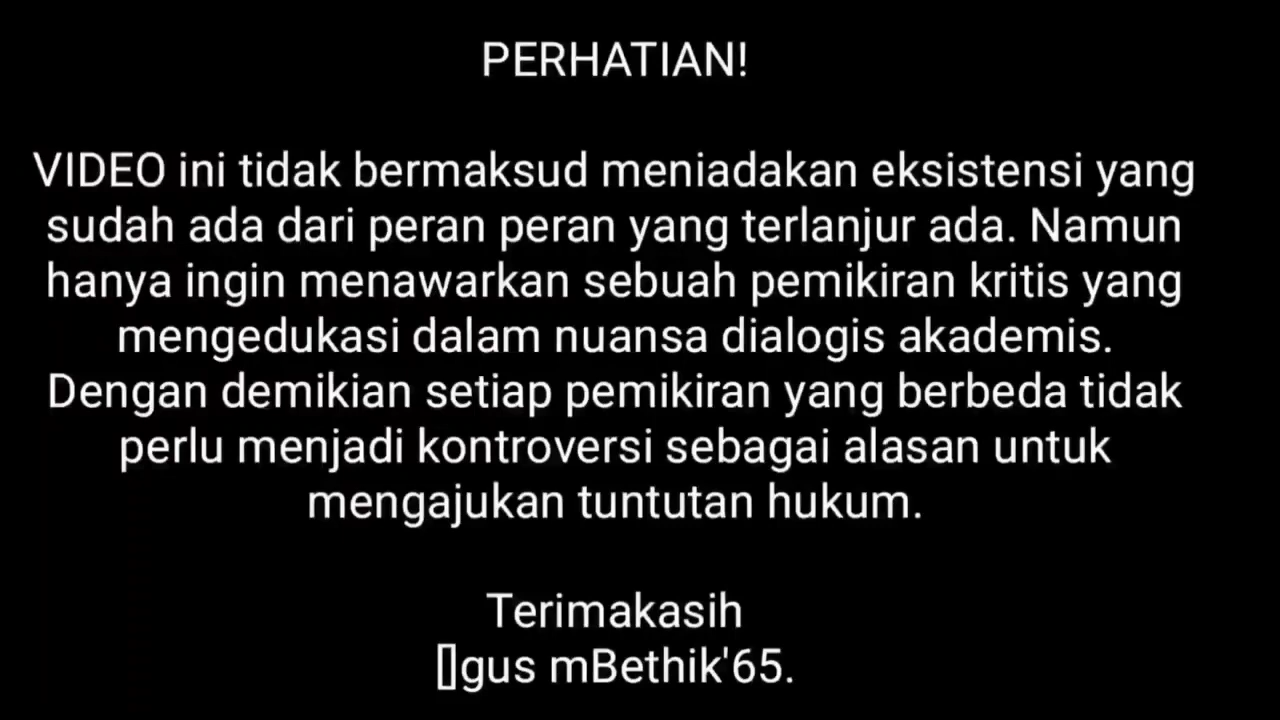 PERHATIAN!
VIDEO ini tidak bermaksud meniadakan eksistensi yang
sudah ada dari peran peran yang terlanjur ada. Namun
hanya ingin menawarkan sebuah pemikiran kritis yang
mengedukasi dalam nuansa dialogis akademis.
Dengan demikian setiap pemikiran yang berbeda tidak
perlu menjadi kontroversi sebagai alasan untuk
mengajukan tuntutan hukum.
Terimakasih
[]gus mBethik'65.